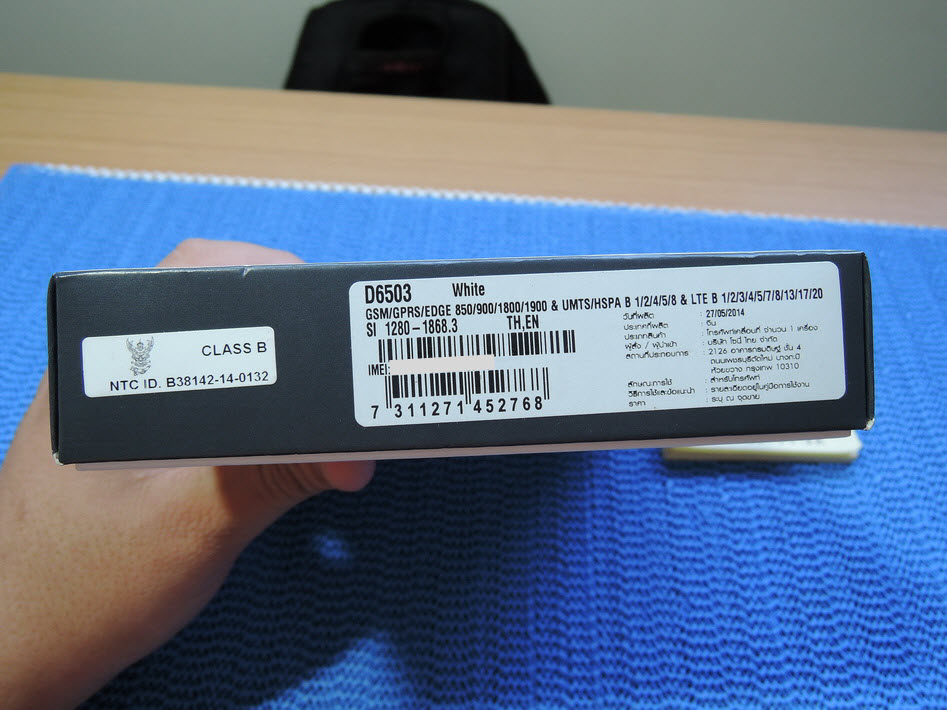 CLASS B
NTC ID. B38142-14-0132
D6503 White
GSM/GPRS/EDGE 850/900/1800/1900 & UMTS/HSPA B 1/2/4/5/8 & LTE B 1/2/3/4/5/7/8/13/17/20
SI 1280-1868.3 TH,EN
IMEI:
7 311271 452768
วันที่ผลิต : 27/05/2014
ประเทศที่ผลิต : จีน
ประเภทสินค้า : โทรศัพท์เคลื่อนที่ จำนวน 1 เครื่อง
ผู้สั่ง / ผู้นำเข้า : บริษัท โซนี่ ไทย จำกัด
สถานที่ประกอบการ : 2126 อาคารกรมดิษฐ์ ชั้น 4
ถนนเพชรบุรีตัดใหม่ บางกะปิ
ห้วยขวาง กรุงเทพ 10310
ลักษณะการใช้ : สำหรับโทรศัพท์
วิธีการใช้และข้อแนะนำ : รายละเอียดอยู่ในคู่มือการใช้งาน
ราคา : ระบุ ณ จุดขาย